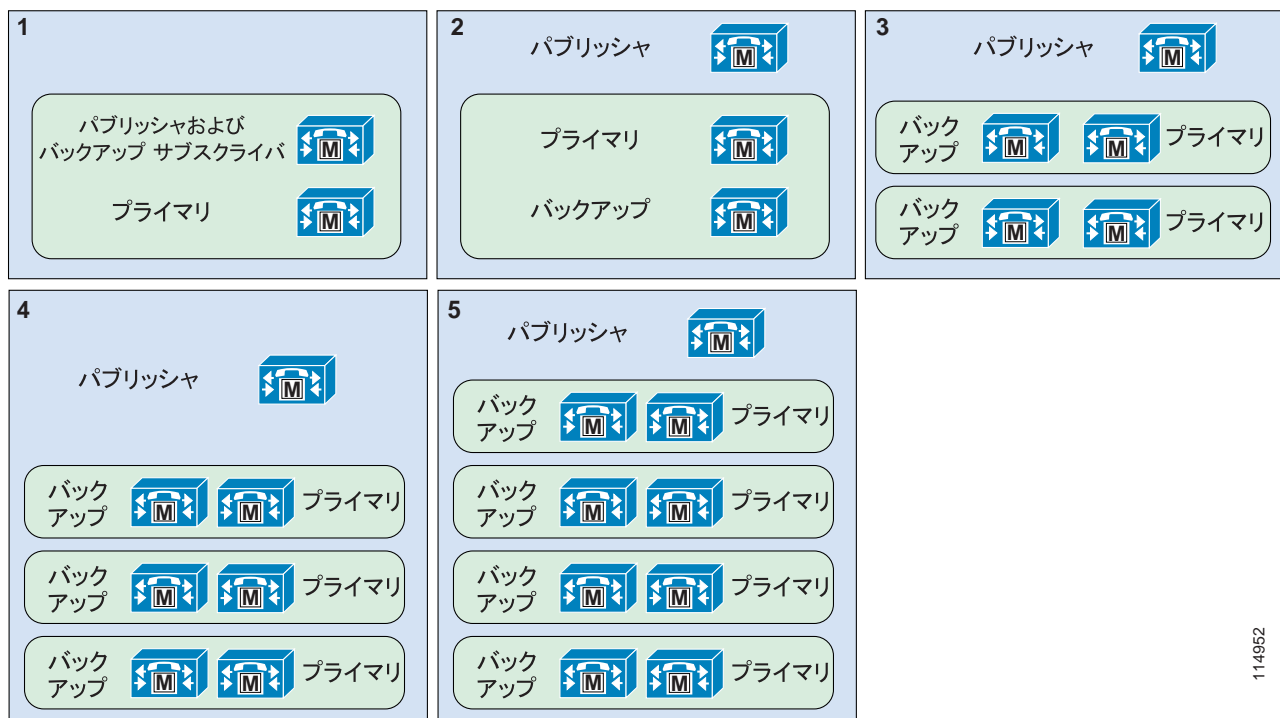 1
パブリッシャおよび
バックアップ サブスクライバ
M
プライマリ
M
2
パブリッシャ
M
プライマリ
M
バックアップ
M
3
パブリッシャ
M
バック
アップ
M
M
プライマリ
バック
アップ
M
M
プライマリ
4
パブリッシャ
M
バック
アップ
M
M
プライマリ
バック
アップ
M
M
プライマリ
バック
アップ
M
M
プライマリ
5
パブリッシャ
M
バック
アップ
M
M
プライマリ
バック
アップ
M
M
プライマリ
バック
アップ
M
M
プライマリ
バック
アップ
M
M
プライマリ
114952